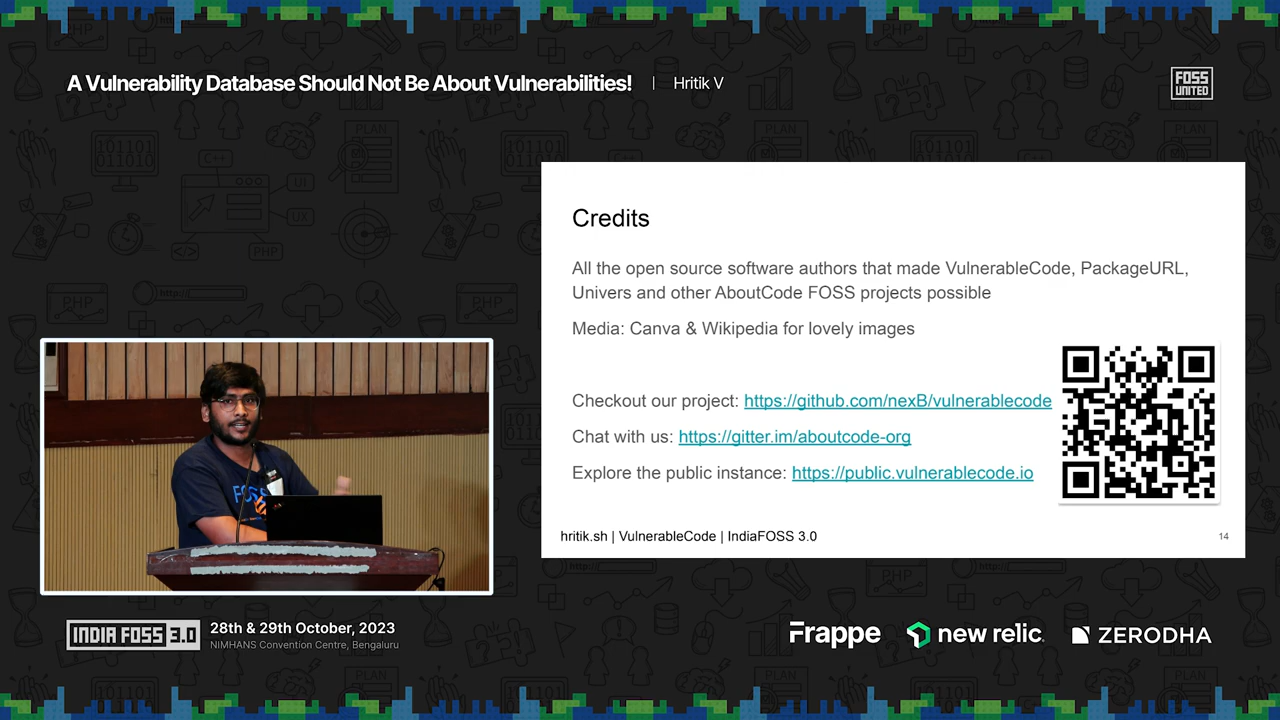 A Vulnerability Database Should Not Be About Vulnerabilities! | Hritik V
FOSS
UNITED
Credits
All the open source software authors that made VulnerableCode, PackageURL,
Univers and other AboutCode FOSS projects possible
Media: Canva & Wikipedia for lovely images
Checkout our project: https://github.com/nexB/vulnerablecode
Chat with us: https://gitter.im/aboutcode-org
Explore the public instance: https://public.vulnerablecode.io
hritik.sh | VulnerableCode | IndiaFOSS 3.0
14
FOSS
INDIA FOSS 3.0
28th & 29th October, 2023
NIMHANS Convention Centre, Bengaluru
Frappe
new relic
ZERODHA